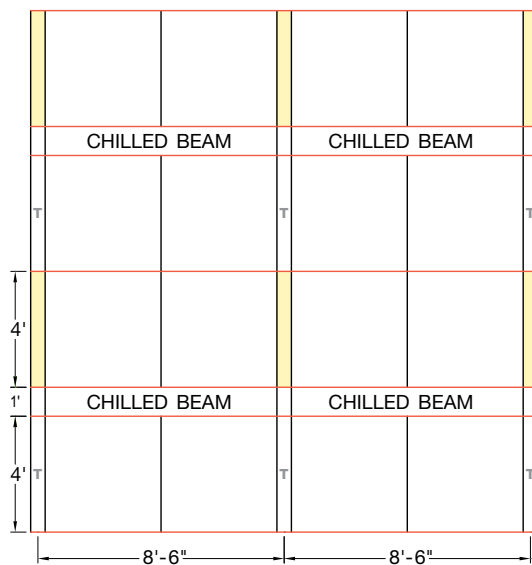 CHILLED BEAM CHILLED BEAM
T T T
4'
1' CHILLED BEAM CHILLED BEAM
4' T T T
8'-6" 8'-6"